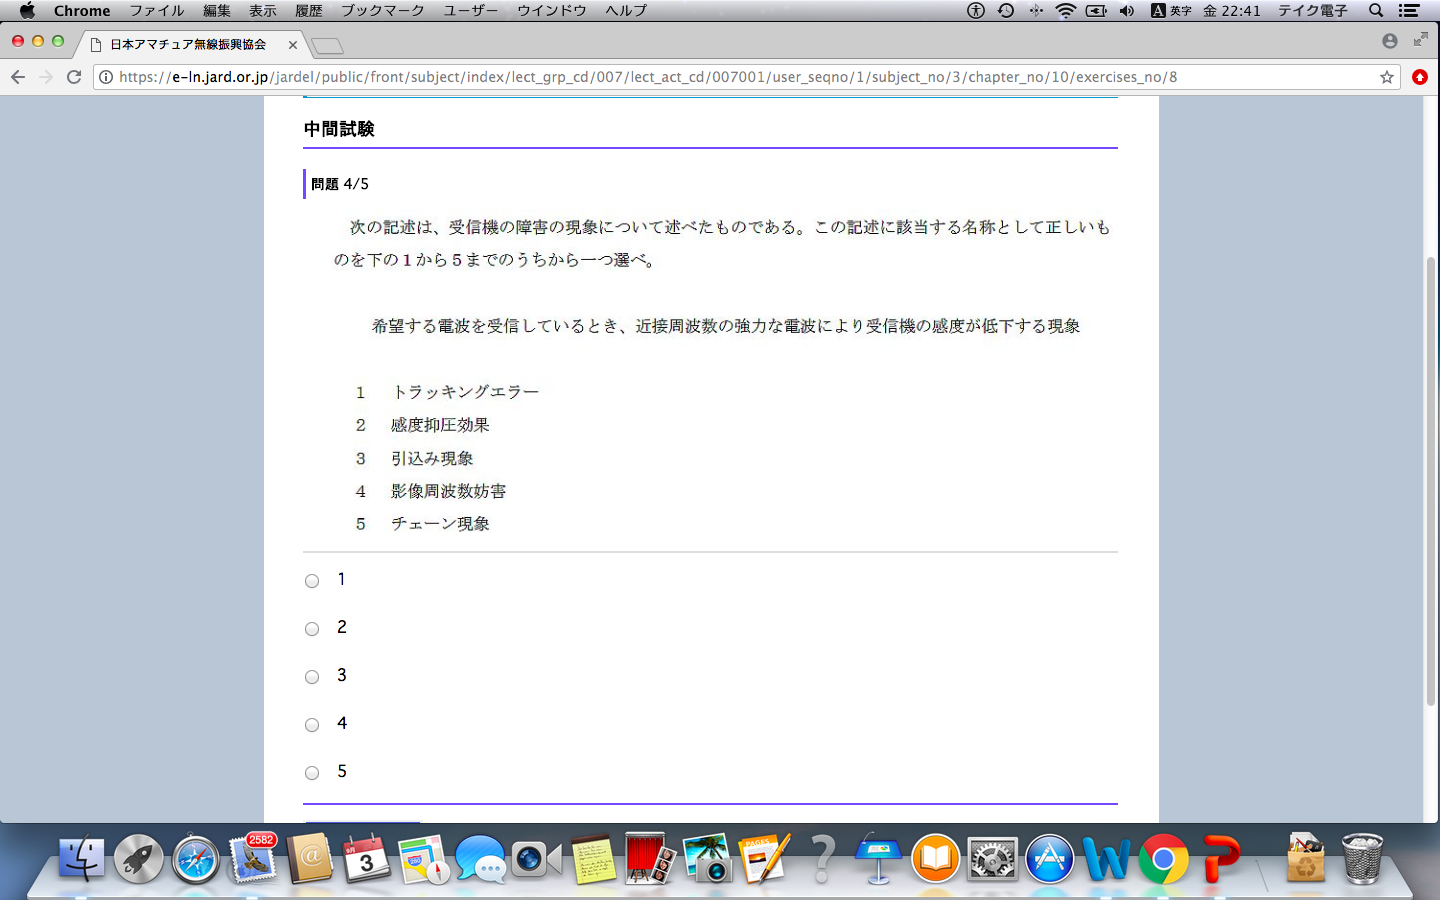 Chrome ファイル 編集 表示 履歴 ブックマーク ユーザー ウインドウ ヘルプ A 英字 金 22:41 テイク電子
日本アマチュア無線振興協会
https://e-ln.jard.or.jp/jardel/public/front/subject/index/lect_grp_cd/007/lect_act_cd/007001/user_seqno/1/subject_no/3/chapter_no/10/exercises_no/8
中間試験
問題 4/5
次の記述は、受信機の障害の現象について述べたものである。この記述に該当する名称として正しいも
のを下の１から５までのうちから一つ選べ。
希望する電波を受信しているとき、近接周波数の強力な電波により受信機の感度が低下する現象
1 トラッキングエラー
2 感度抑圧効果
3 引込み現象
4 影像周波数妨害
5 チェーン現象
1
2
3
4
5
2582
3
280
PAGES
?